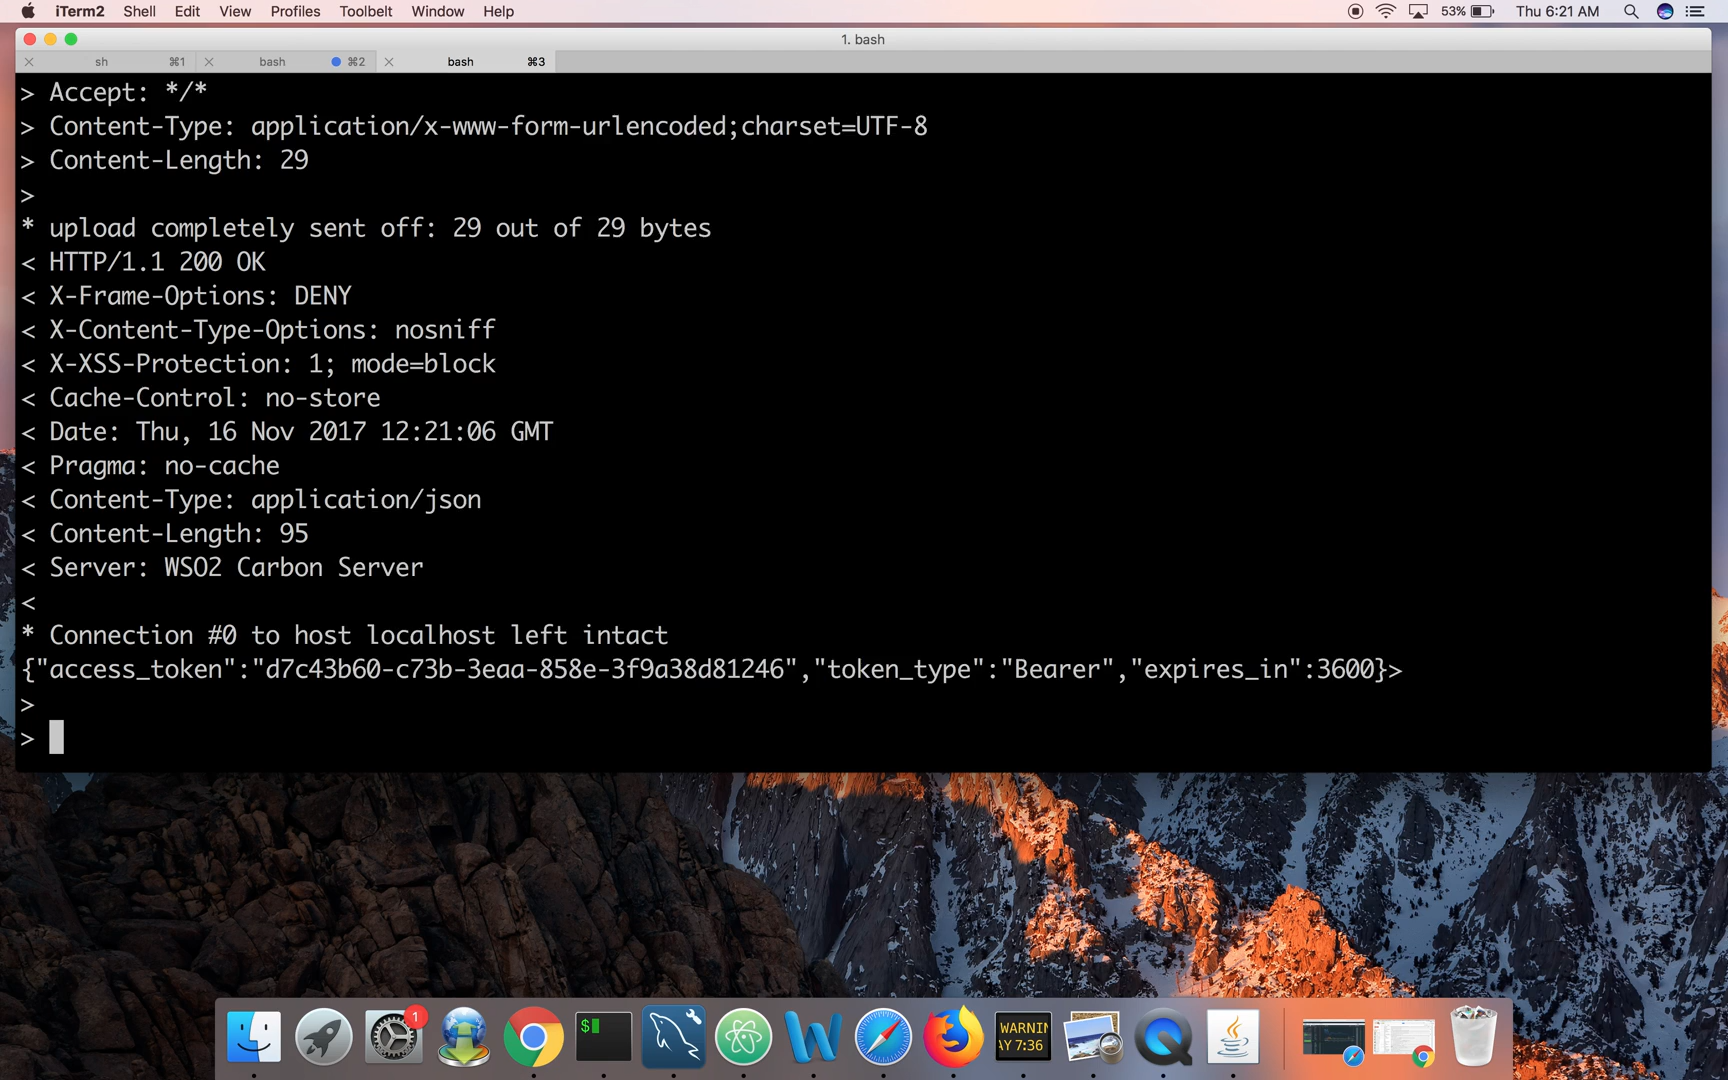 iTerm2 Shell Edit View Profiles Toolbelt Window Help 53% Thu 6:21 AM
1. bash
sh ⌘1 bash ⌘2 bash ⌘3
> Accept: */*
> Content-Type: application/x-www-form-urlencoded;charset=UTF-8
> Content-Length: 29
>
* upload completely sent off: 29 out of 29 bytes
< HTTP/1.1 200 OK
< X-Frame-Options: DENY
< X-Content-Type-Options: nosniff
< X-XSS-Protection: 1; mode=block
< Cache-Control: no-store
< Date: Thu, 16 Nov 2017 12:21:06 GMT
< Pragma: no-cache
< Content-Type: application/json
< Content-Length: 95
< Server: WSO2 Carbon Server
<
* Connection #0 to host localhost left intact
{"access_token":"d7c43b60-c73b-3eaa-858e-3f9a38d81246","token_type":"Bearer","expires_in":3600}>
>
>
1
$
WARNIN
AY 7:36